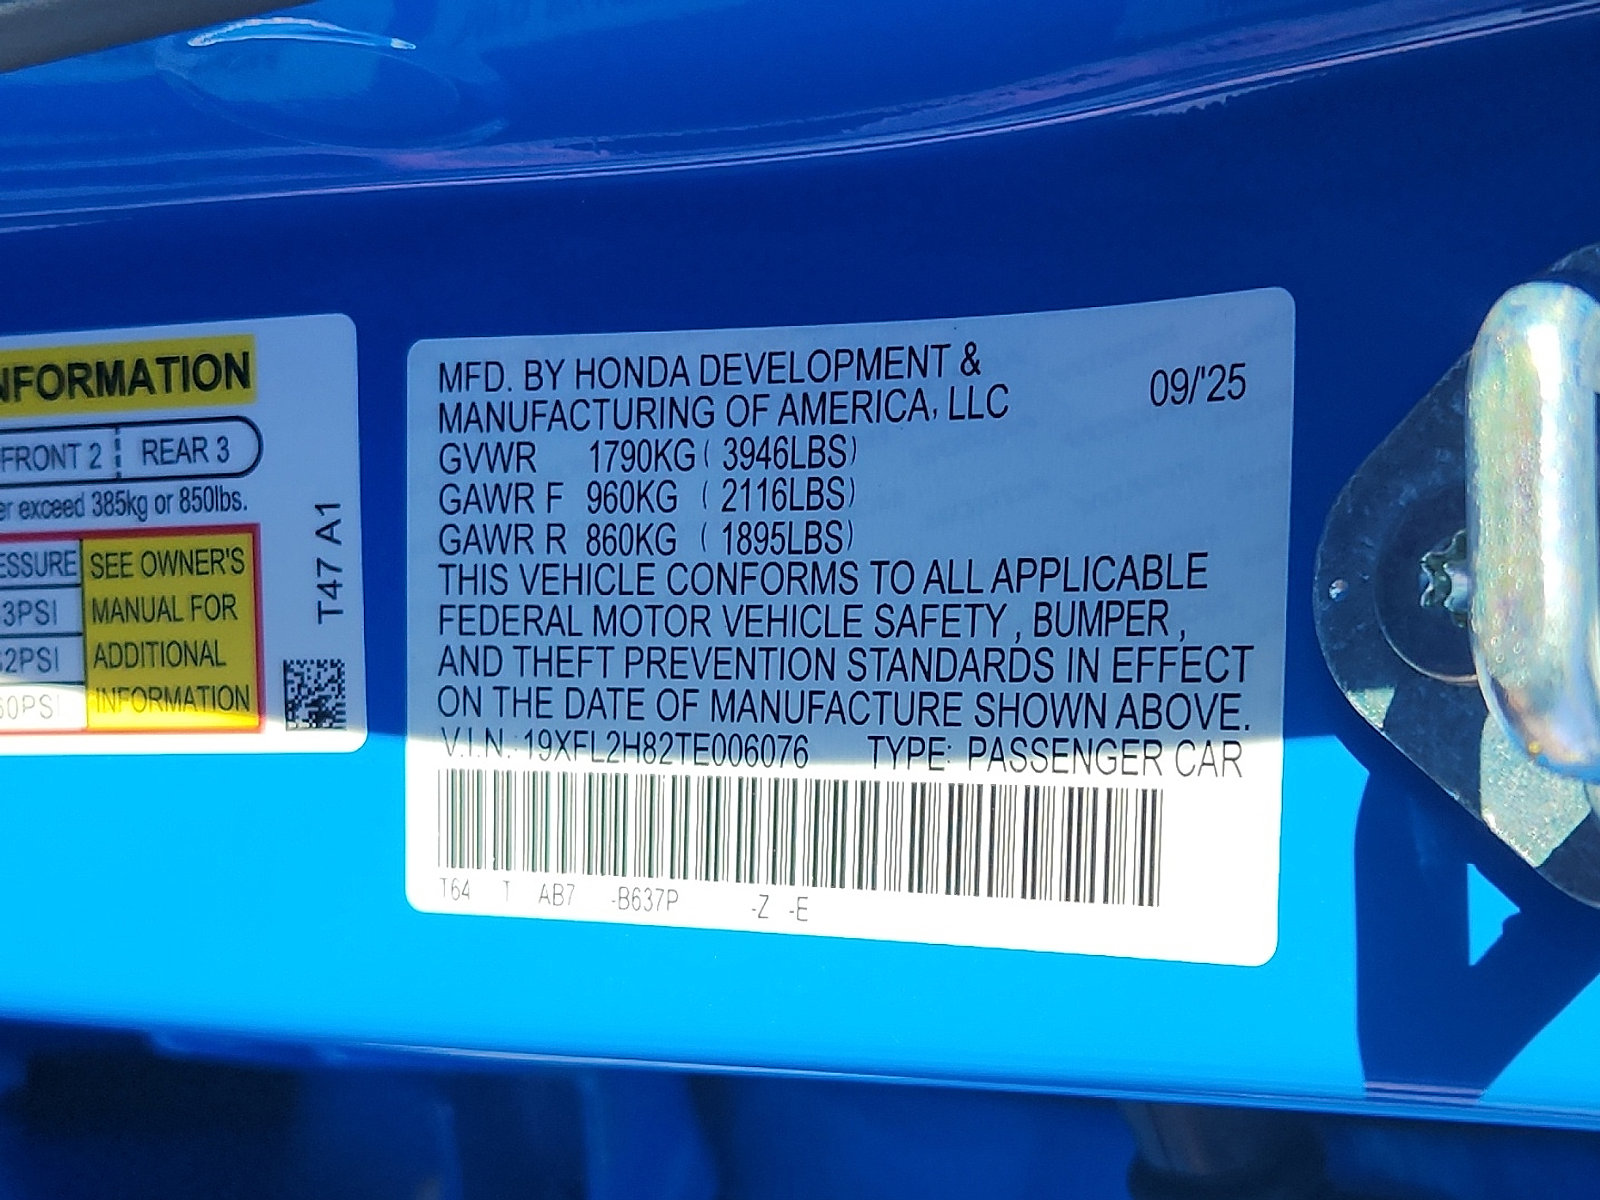 INFORMATION
FRONT 2 REAR 3
er exceed 385kg or 850lbs.
ESSURE SEE OWNER'S
3PSI MANUAL FOR
2PSI ADDITIONAL
60PSI INFORMATION
T47 A1
MFD. BY HONDA DEVELOPMENT & 09/'25
MANUFACTURING OF AMERICA, LLC
GVWR 1790KG ( 3946LBS)
GAWR F 960KG ( 2116LBS)
GAWR R 860KG ( 1895LBS)
THIS VEHICLE CONFORMS TO ALL APPLICABLE
FEDERAL MOTOR VEHICLE SAFETY , BUMPER ,
AND THEFT PREVENTION STANDARDS IN EFFECT
ON THE DATE OF MANUFACTURE SHOWN ABOVE.
V.I.N.: 19XFL2H82TE006076 TYPE: PASSENGER CAR
T64 T AB7 -B637P -Z -E